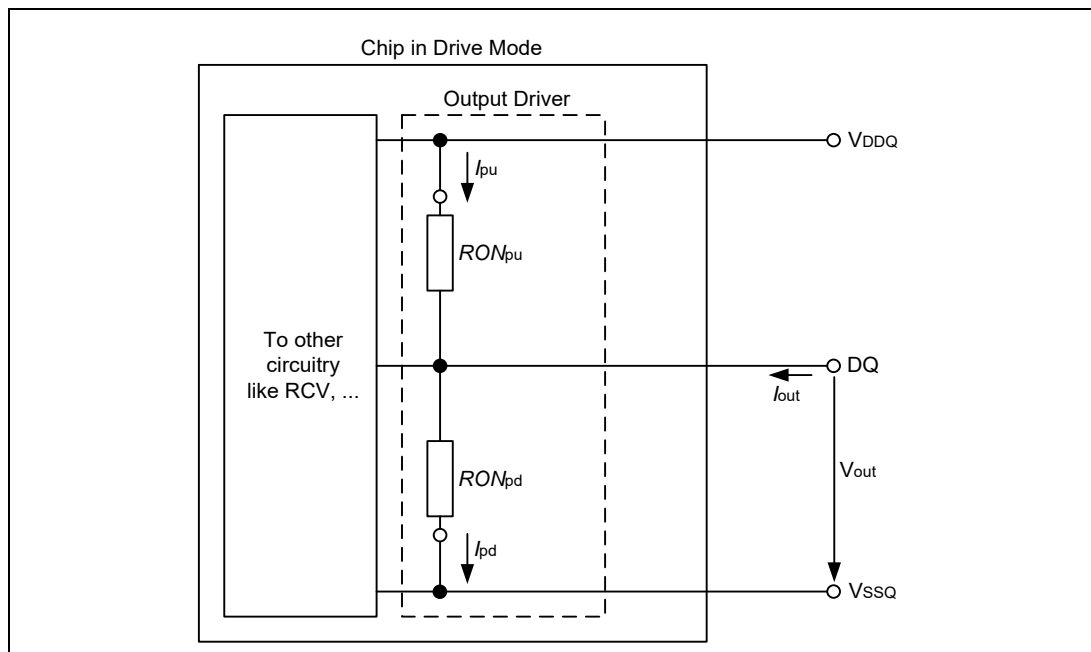 Chip in Drive Mode
Output Driver
VDDQ
Ipu
RONpu
To other
circuitry
like RCV, ...
DQ
Iout
RONpd
Vout
Ipd
VSSQ